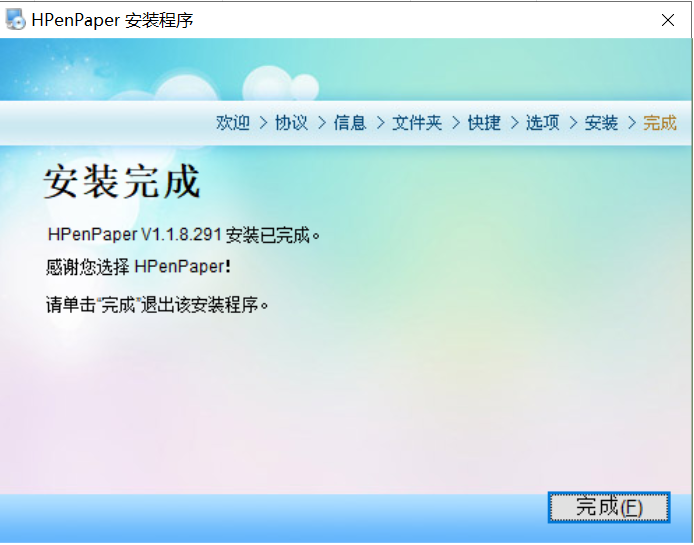 HPenPaper 安装程序
欢迎 > 协议 > 信息 > 文件夹 > 快捷 > 选项 > 安装 > 完成
安装完成
HPenPaper V1.1.8.291 安装已完成。
感谢您选择 HPenPaper!
请单击“完成”退出该安装程序。
完成(F)